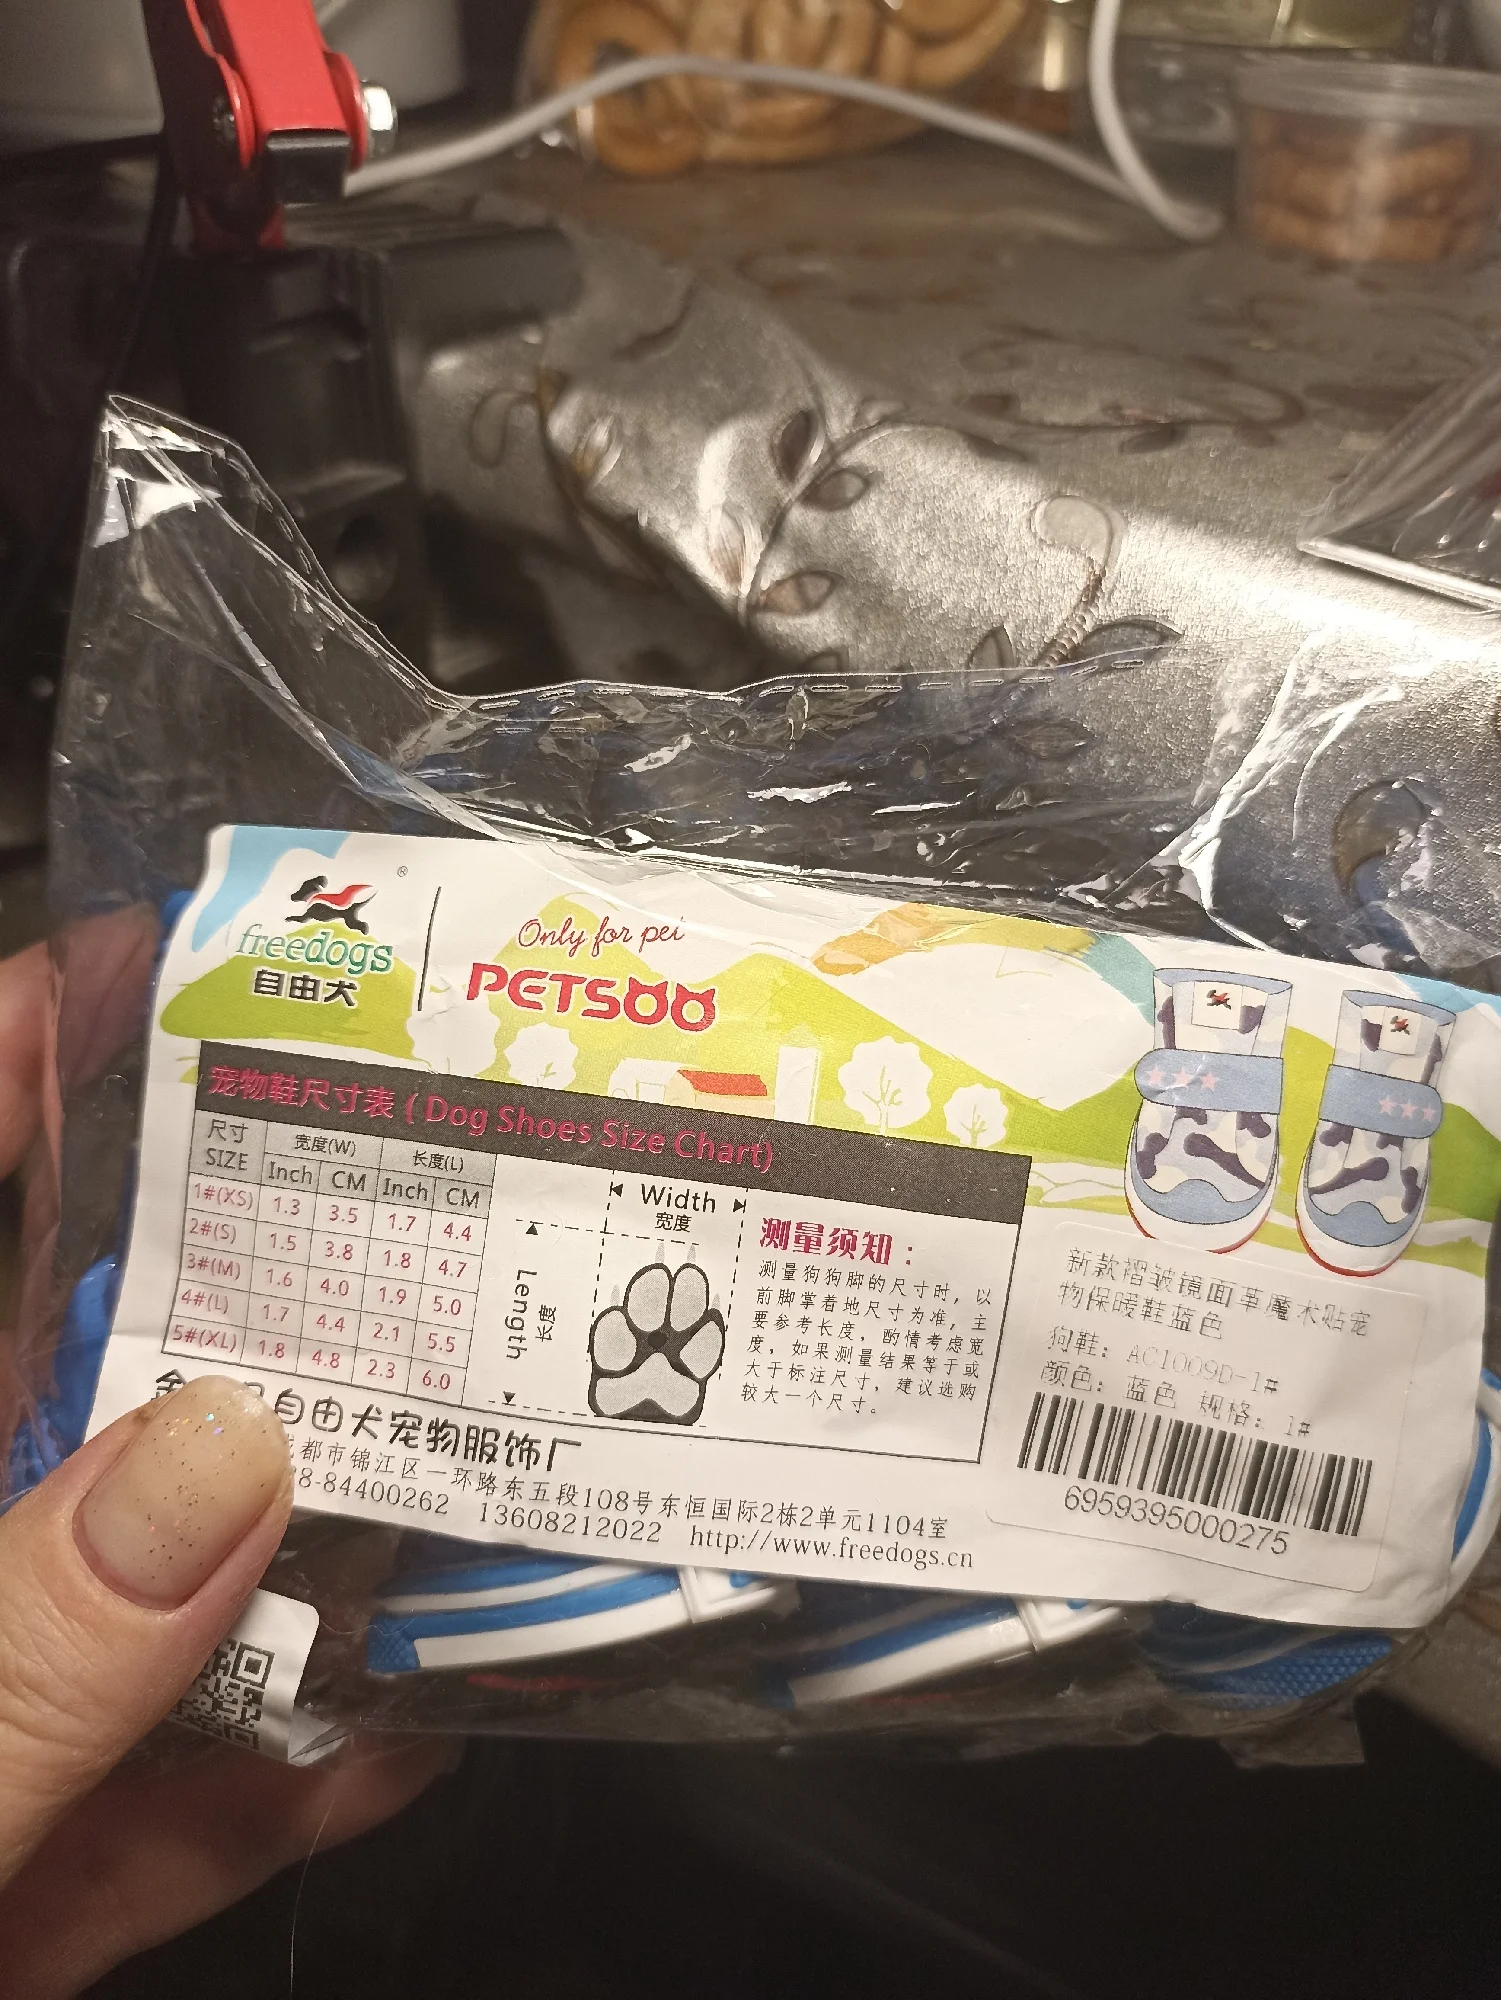 ®
freedogs
自由犬
Only for pet
PETSOO
宠物鞋尺寸表 ( Dog Shoes Size Chart)
尺寸 宽度(W) 长度(L)
SIZE Inch CM Inch CM
1#(XS) 1.3 3.5 1.7 4.4
2#(S) 1.5 3.8 1.8 4.7
3#(M) 1.6 4.0 1.9 5.0
4#(L) 1.7 4.4 2.1 5.5
5#(XL) 1.8 4.8 2.3 6.0
Width
宽度
Length
长度
测量须知：
测量狗狗脚的尺寸时，以
前脚掌着地尺寸为准，主
要参考长度，酌情考虑宽
度，如果测量结果等于或
大于标注尺寸，建议选购
较大一个尺寸。
自由犬宠物服饰厂
都市锦江区一环路东五段108号东恒国际2栋2单元1104室
8-84400262 13608212022 http://www.freedogs.cn
新款褶皱镜面革魔术贴宠
物保暖鞋蓝色
狗鞋：AC1009D-1#
颜色：蓝色 规格：1#
6959395000275